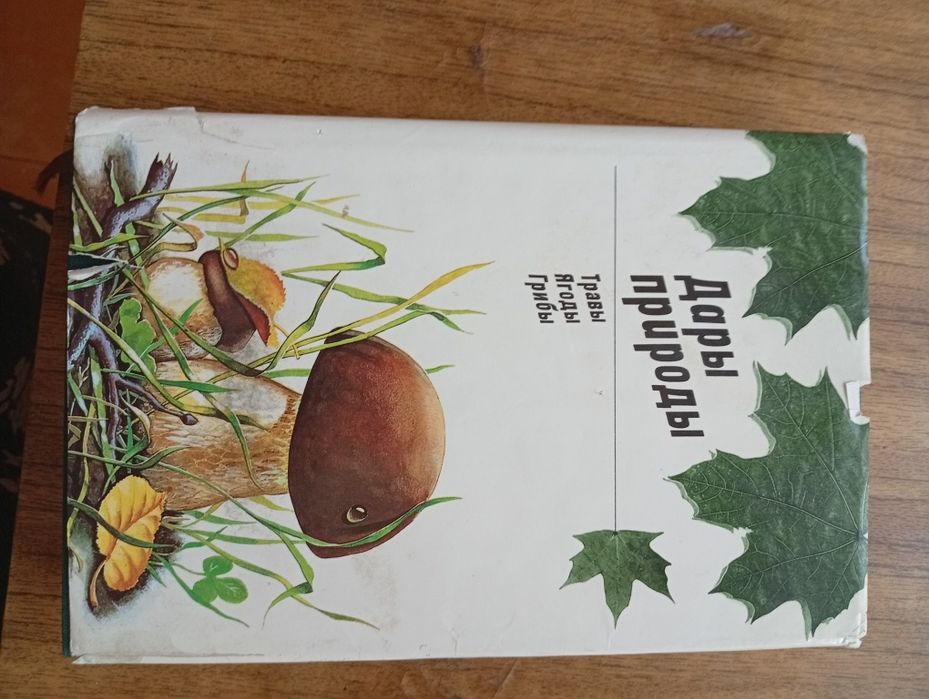 Дары
природы
Травы
Ягоды
Грибы